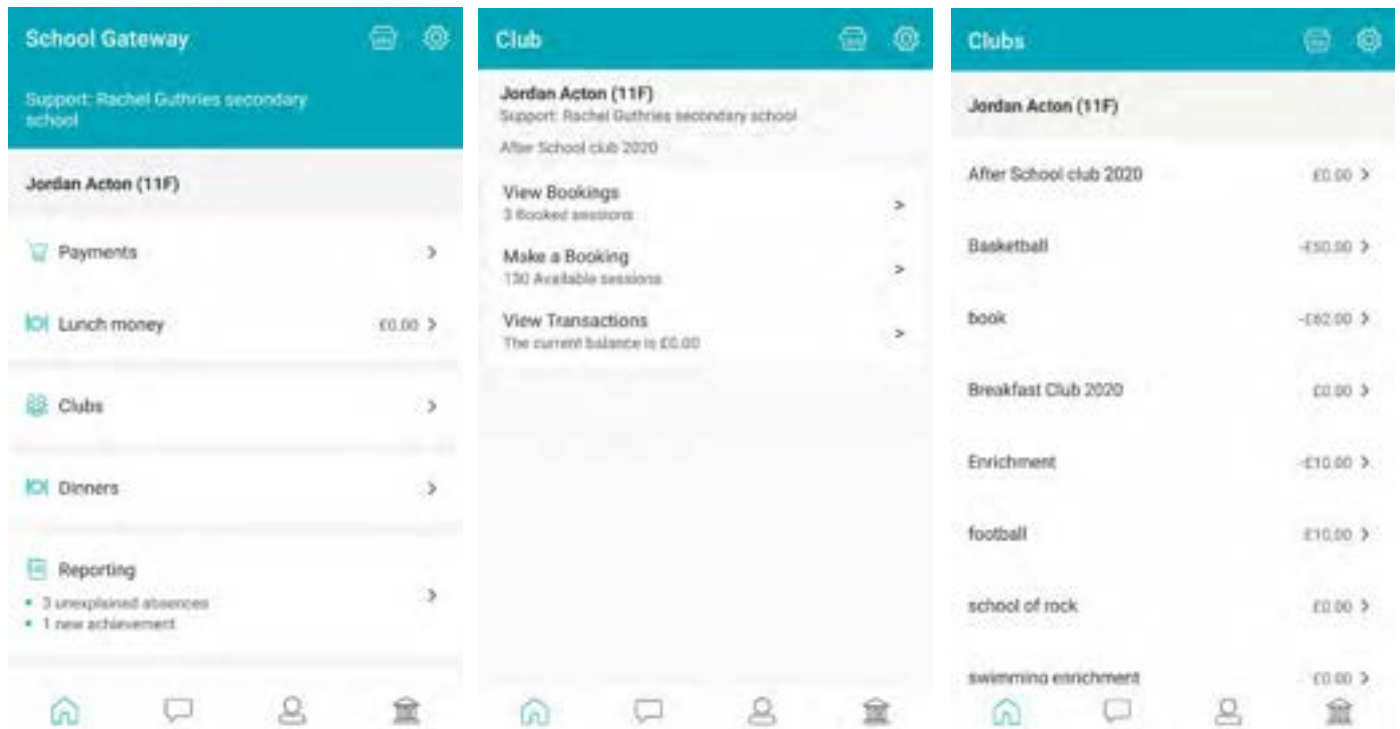 School Gateway
Support: Rachel Guthries secondary
school
Jordan Acton (11F)
Payments >
Lunch money £0.00 >
Clubs >
Dinners >
Reporting >
• 3 unexplained absences
• 1 new achievement
Club
Jordan Acton (11F)
Support: Rachel Guthries secondary school
After School club 2020
View Bookings >
3 Booked sessions
Make a Booking >
130 Available sessions
View Transactions >
The current balance is £0.00
Clubs
Jordan Acton (11F)
After School club 2020 £0.00 >
Basketball -£50.00 >
book -£62.00 >
Breakfast Club 2020 £0.00 >
Enrichment -£10.00 >
football £10.00 >
school of rock £0.00 >
swimming enrichment £0.00 >